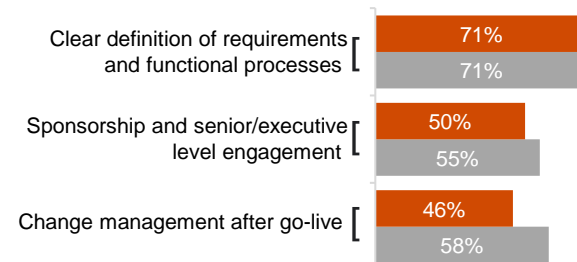 Clear definition of requirements
and functional processes
71%
71%
Sponsorship and senior/executive
level engagement
50%
55%
Change management after go-live
46%
58%